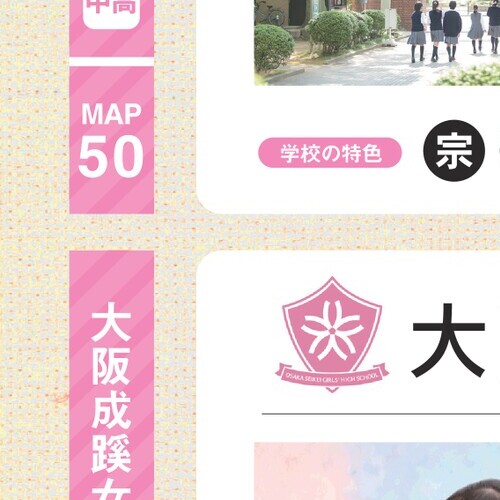 中高
MAP
50
学校の特色
宗
大阪成蹊女
OSAKA SEIKEI GIRLS' HIGH SCHOOL
大